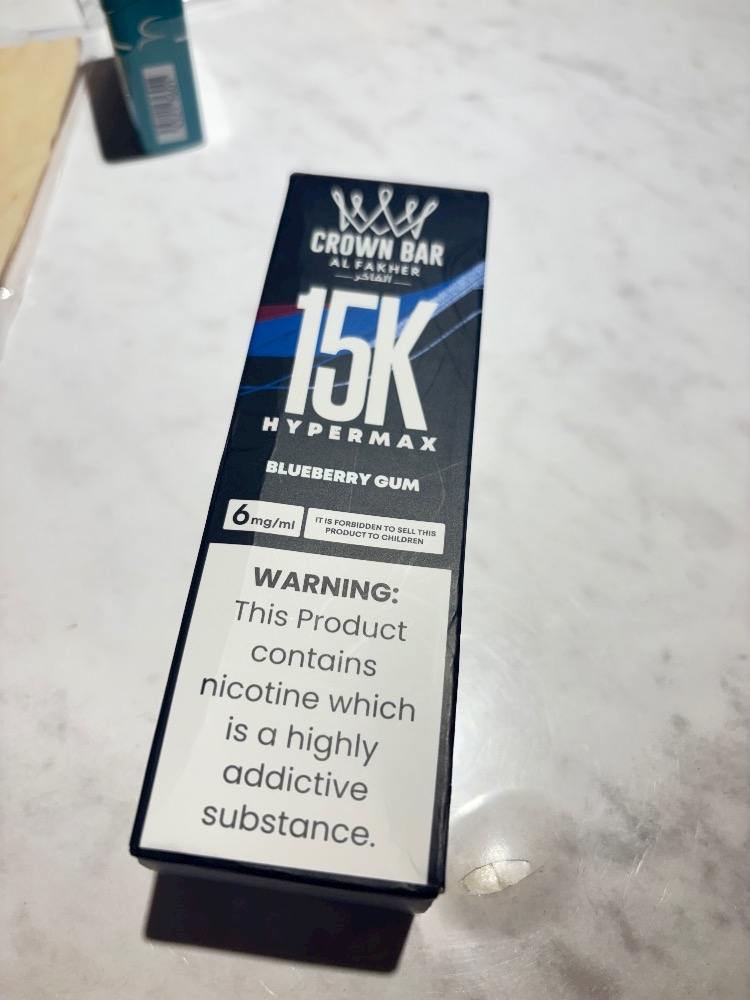 CROWN BAR
AL FAKHER
الفاخر
15K
HYPERMAX
BLUEBERRY GUM
6mg/ml
IT IS FORBIDDEN TO SELL THIS
PRODUCT TO CHILDREN
WARNING:
This Product
contains
nicotine which
is a highly
addictive
substance.